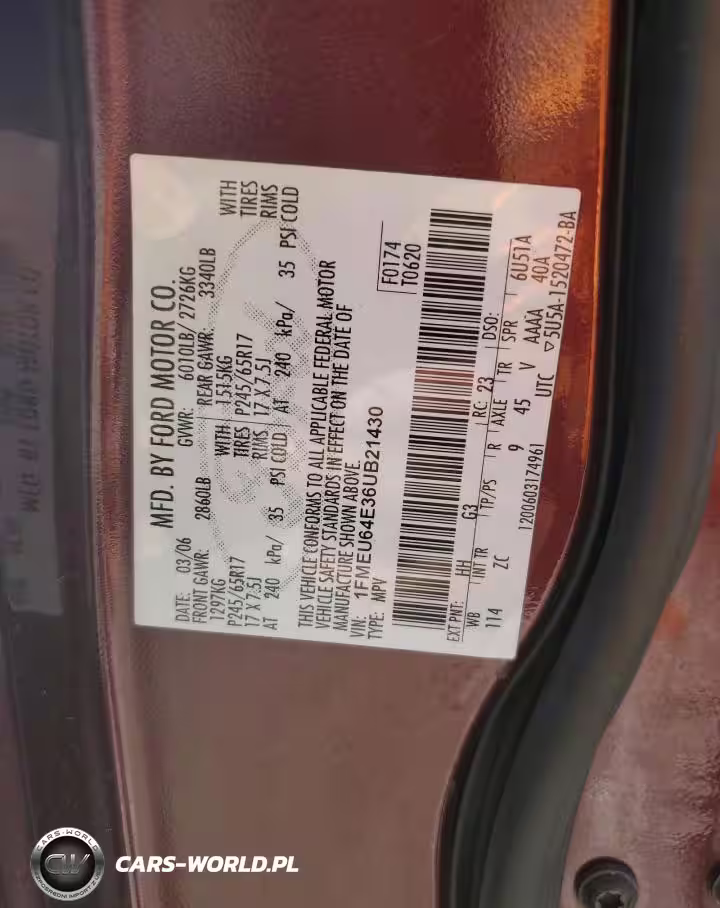 MFD. BY FORD MOTOR CO.
DATE: 03/06 GVWR: 6010LB/ 2726KG
FRONT GAWR: 2860LB REAR GAWR: 3340LB
1297KG WITH 1515KG WITH
P245/65R17 TIRES P245/65R17 TIRES
17 X 7.5J RIMS 17 X 7.5J RIMS
AT 240 kPa/ 35 PSI COLD AT 240 kPa/ 35 PSI COLD
THIS VEHICLE CONFORMS TO ALL APPLICABLE FEDERAL MOTOR
VEHICLE SAFETY STANDARDS IN EFFECT ON THE DATE OF
MANUFACTURE SHOWN ABOVE.
VIN: 1FMEU64E36UB21430
TYPE: MPV
F0174
T0620
EXT PNT: HH G3 RC: 23 DSO:
WB INT TR TP/PS R AXLE TR SPR 6U51A
114 ZC 9 45 V AAAA 40A
1200603174961 UTC ▽5U5A-1520472-BA
CARS-WORLD
CW
CARS-WORLD.PL